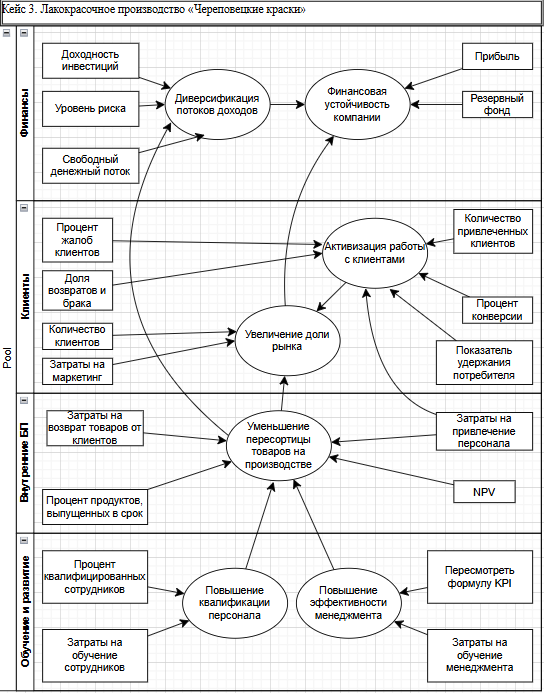 Кейс 3. Лакокрасочное производство «Череповецкие краски»
Pool
Финансы
Доходность
инвестиций
Уровень риска
Свободный
денежный поток
Диверсификация
потоков доходов
Финансовая
устойчивость
компании
Прибыль
Резервный
фонд
Клиенты
Процент
жалоб
клиентов
Доля
возвратов и
брака
Количество
клиентов
Затраты на
маркетинг
Активизация работы
с клиентами
Увеличение доли
рынка
Количество
привлеченных
клиентов
Процент
конверсии
Показатель
удержания
потребителя
Внутренние БП
Затраты на
возврат товаров от
клиентов
Процент продуктов,
выпущенных в срок
Уменьшение
пересортицы
товаров на
производстве
Затраты на
привлечение
персонала
NPV
Обучение и развитие
Процент
квалифицированных
сотрудников
Затраты на
обучение
сотрудников
Повышение
квалификации
персонала
Повышение
эффективности
менеджмента
Пересмотреть
формулу KPI
Затраты на
обучение
менеджмента